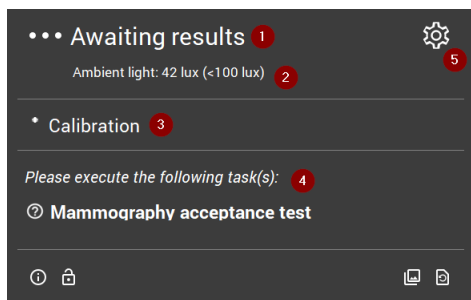 Awaiting results 1
Ambient light: 42 lux (<100 lux) 2
5
Calibration 3
Please execute the following task(s): 4
Mammography acceptance test